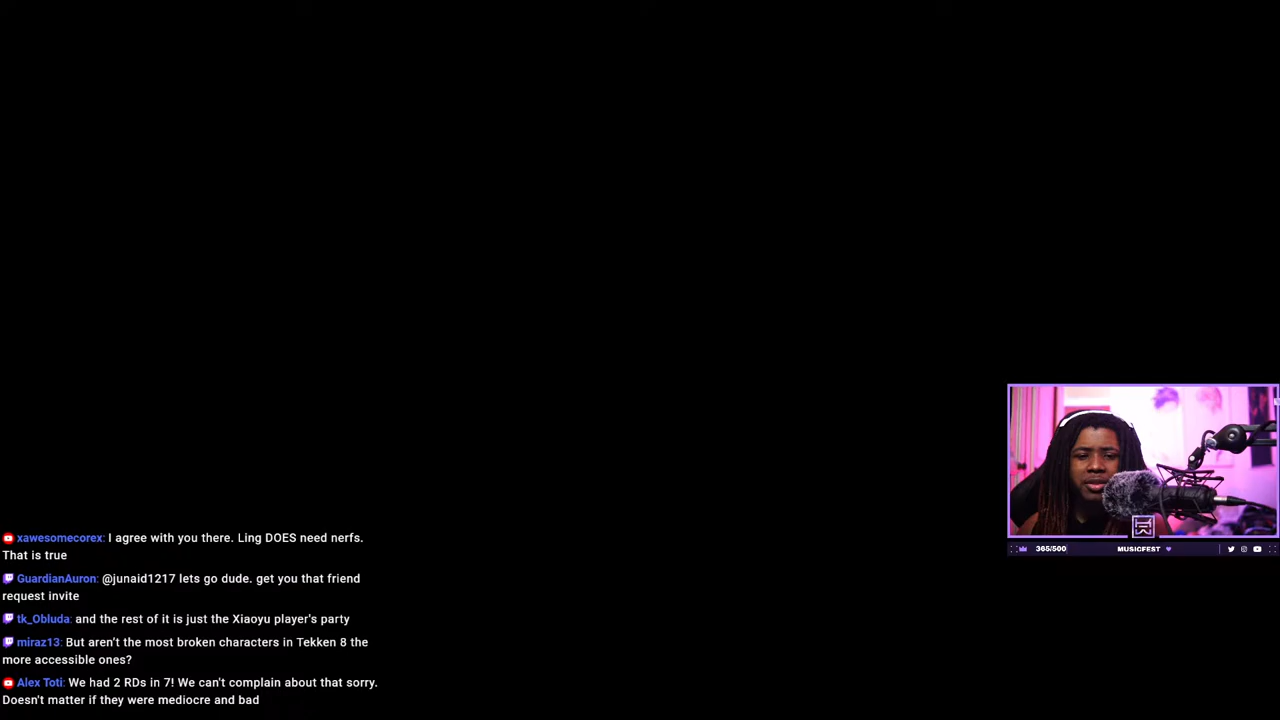 xawesomecorex: I agree with you there. Ling DOES need nerfs.
That is true
GuardianAuron: @junaid1217 lets go dude. get you that friend
request invite
tk_Obluda: and the rest of it is just the Xiaoyu player's party
miraz13: But aren't the most broken characters in Tekken 8 the
more accessible ones?
Alex Toti: We had 2 RDs in 7! We can't complain about that sorry.
Doesn't matter if they were mediocre and bad
365/500 MUSICFEST